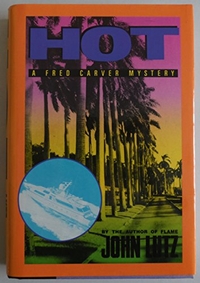 HOT
A FRED CARVER MYSTERY
BY THE AUTHOR OF FLAME
JOHN LUTZ